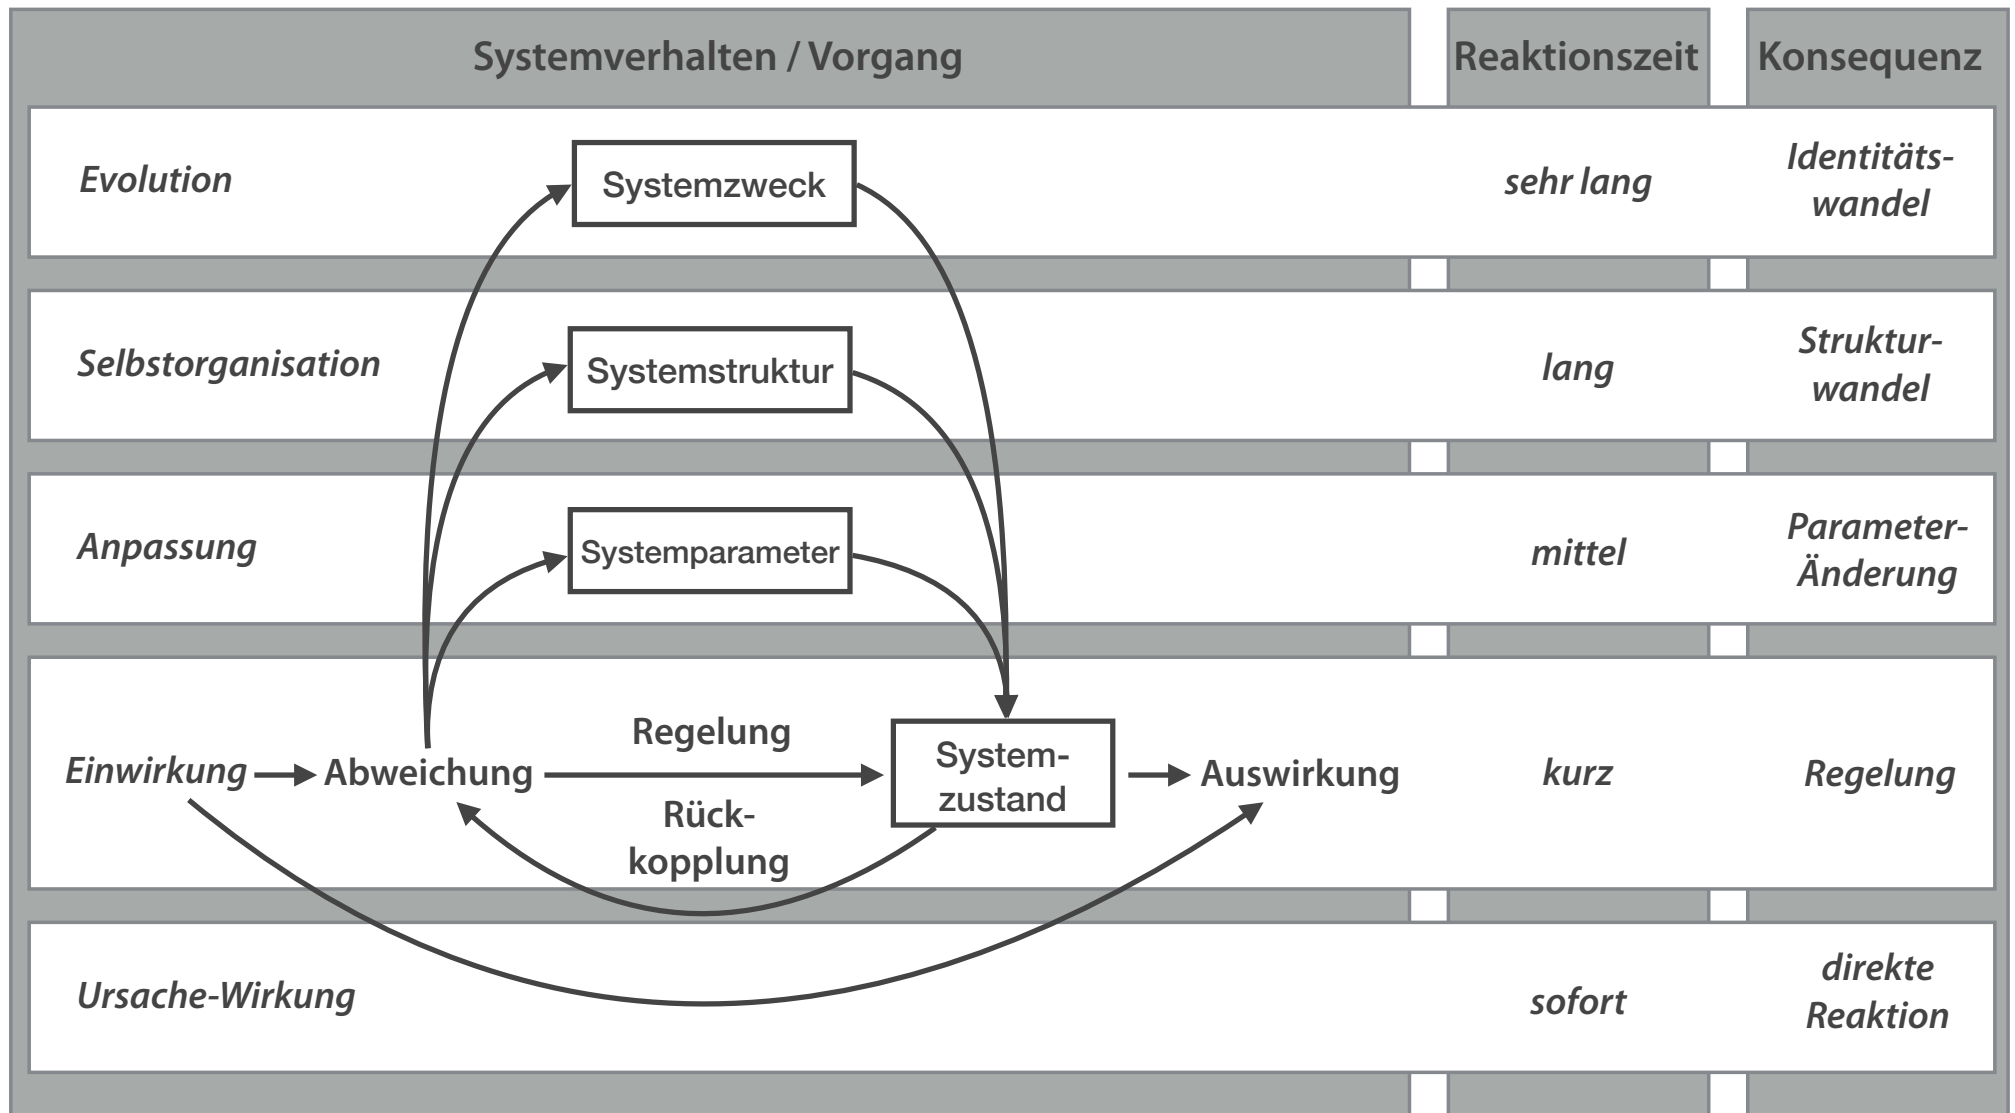 Systemverhalten / Vorgang
Reaktionszeit
Konsequenz
Evolution
Systemzweck
sehr lang
Identitäts-
wandel
Selbstorganisation
Systemstruktur
lang
Struktur-
wandel
Anpassung
Systemparameter
mittel
Parameter-
Änderung
Einwirkung
Abweichung
Regelung
Rück-
kopplung
System-
zustand
Auswirkung
kurz
Regelung
Ursache-Wirkung
sofort
direkte
Reaktion